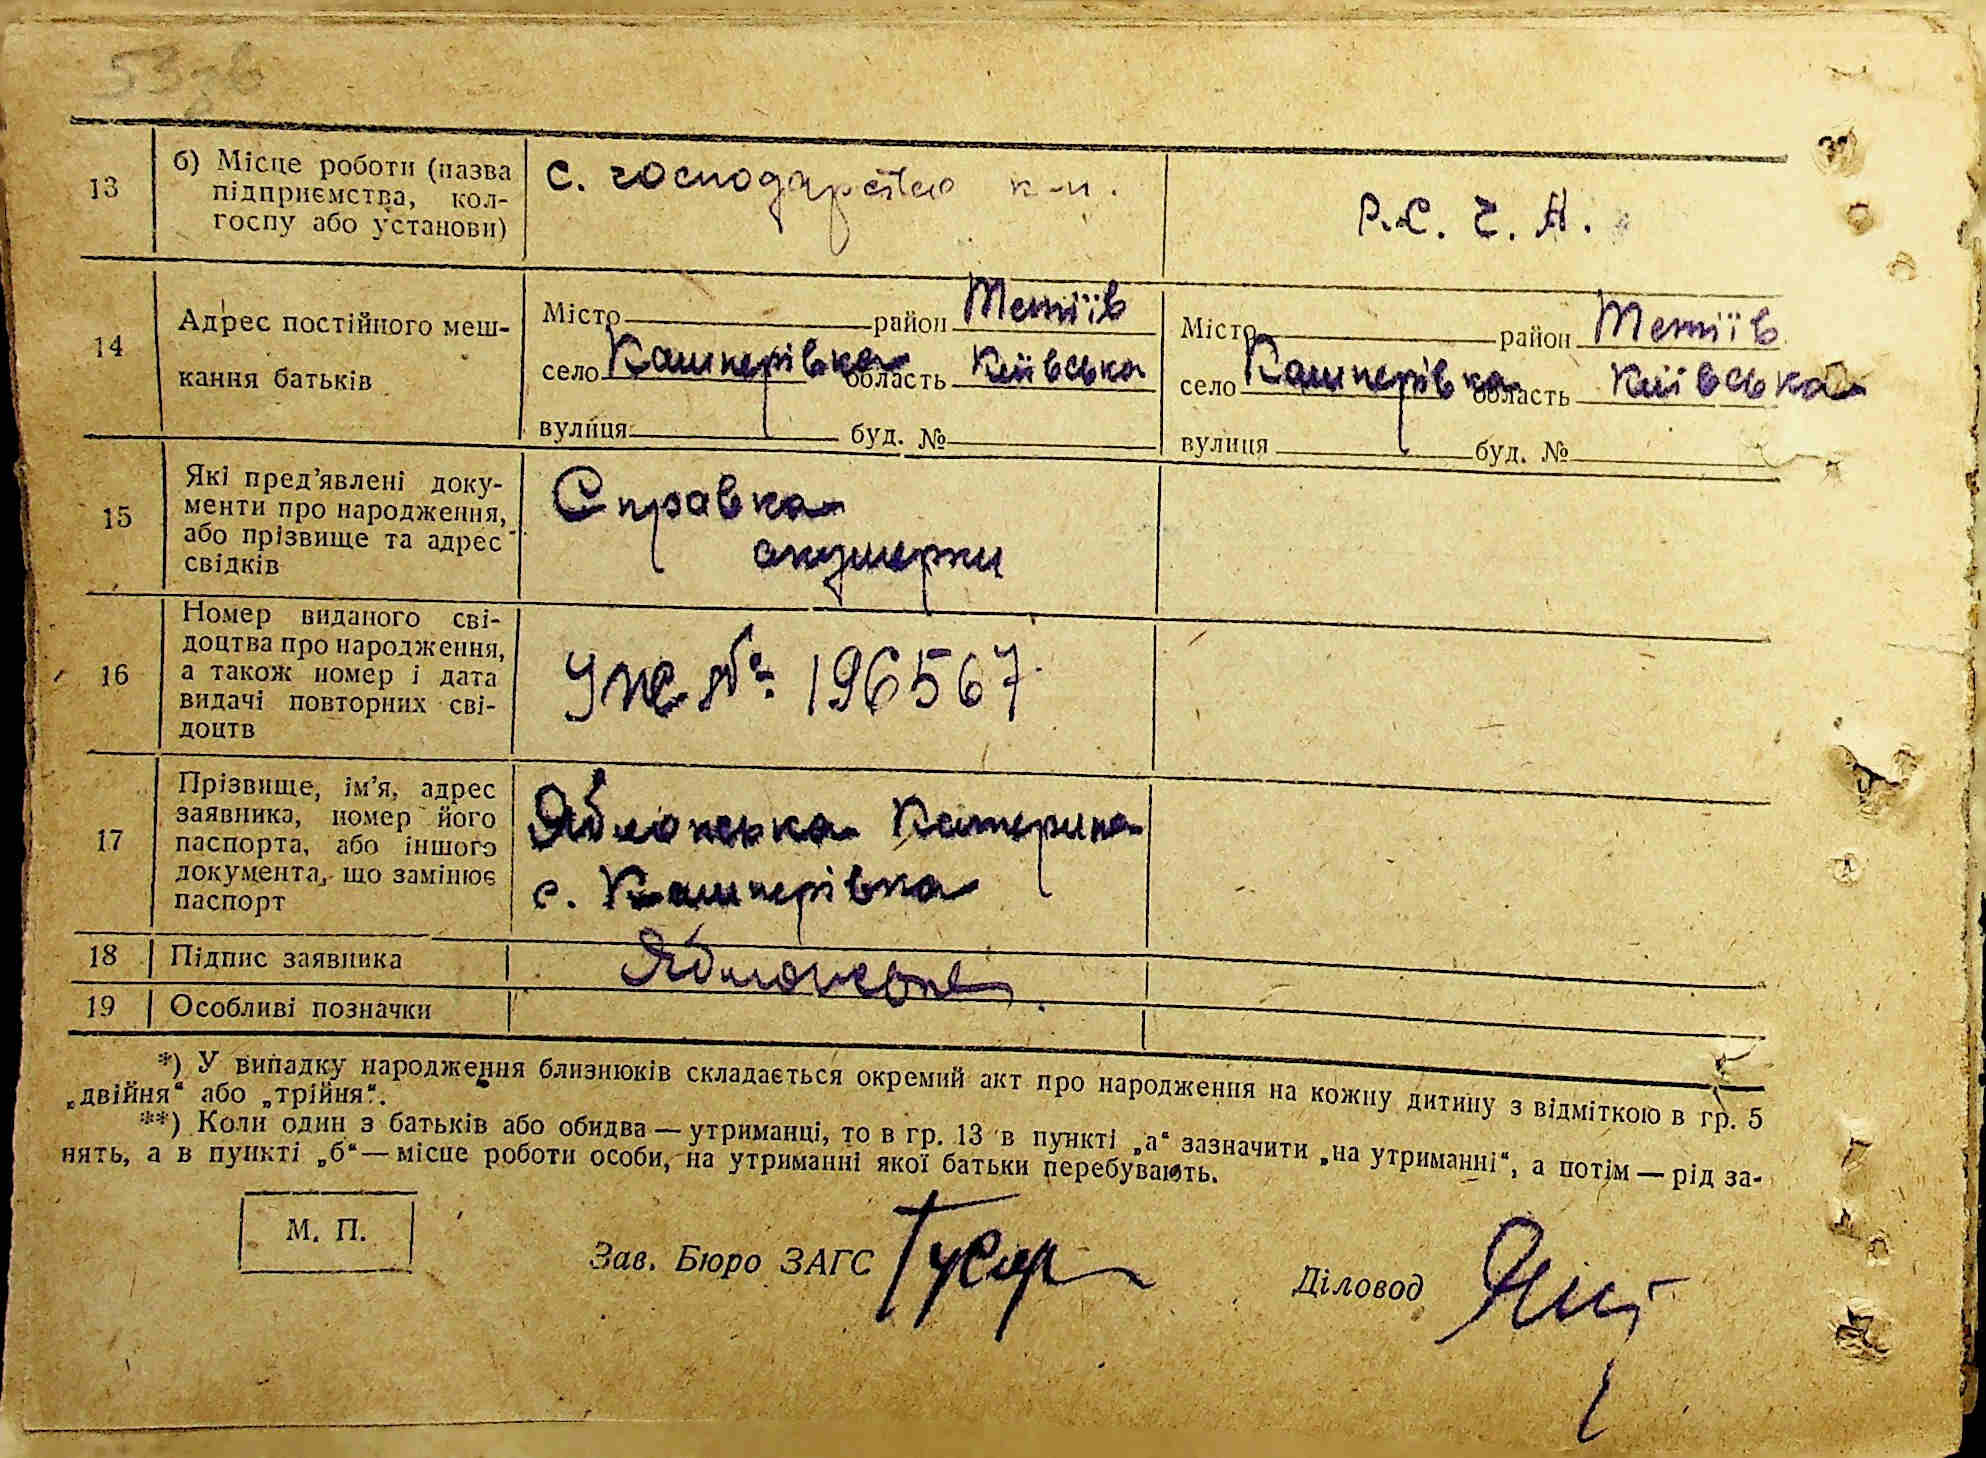 53зв
13
б) Місце роботи (назва
підприємства, кол-
госпу або установи)
с. господарство к-п.
Р.С.Ч.А.
14
Адрес постійного меш-
кання батьків
Місто район Тетіїв
село Кашперівка область Київська
вулиця буд. №
Місто район Тетіїв
село Кашперівка область Київська
вулиця буд. №
15
Які пред’явлені доку-
менти про народження,
або прізвище та адрес
свідків
Справка
акушерки
16
Номер виданого сві-
доцтва про народження,
а також номер і дата
видачі повторних сві-
доцтв
УЖ № 196567
17
Прізвище, ім’я, адрес
заявника, номер його
паспорта, або іншого
документа, що замінює
паспорт
Яблонська Катерина
с. Кашперівка
18
Підпис заявника
Яблонська
19
Особливі позначки
*) У випадку народження близнюків складається окремий акт про народження на кожну дитину з відміткою в гр. 5
„двійня“ або „трійня“.
**) Коли один з батьків або обидва — утриманці, то в гр. 13 в пункті „а“ зазначити „на утриманні“, а потім — рід за-
нять, а в пункті „б“ — місце роботи особи, на утриманні якої батьки перебувають.
М. П.
Зав. Бюро ЗАГС
Діловод